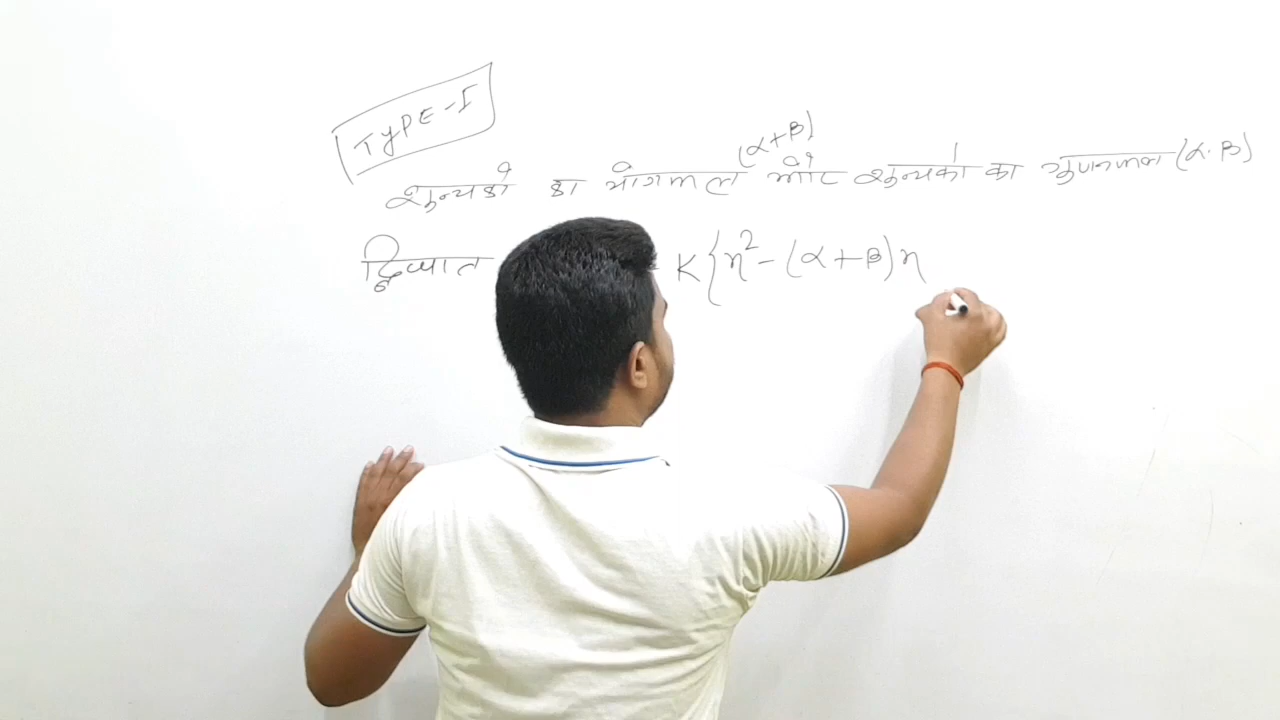 TYPE-I
(α+β)
शून्यकों का योगफल और शून्यकों का गुणनफल (α.β)
द्विघात K{x² - (α+β)x